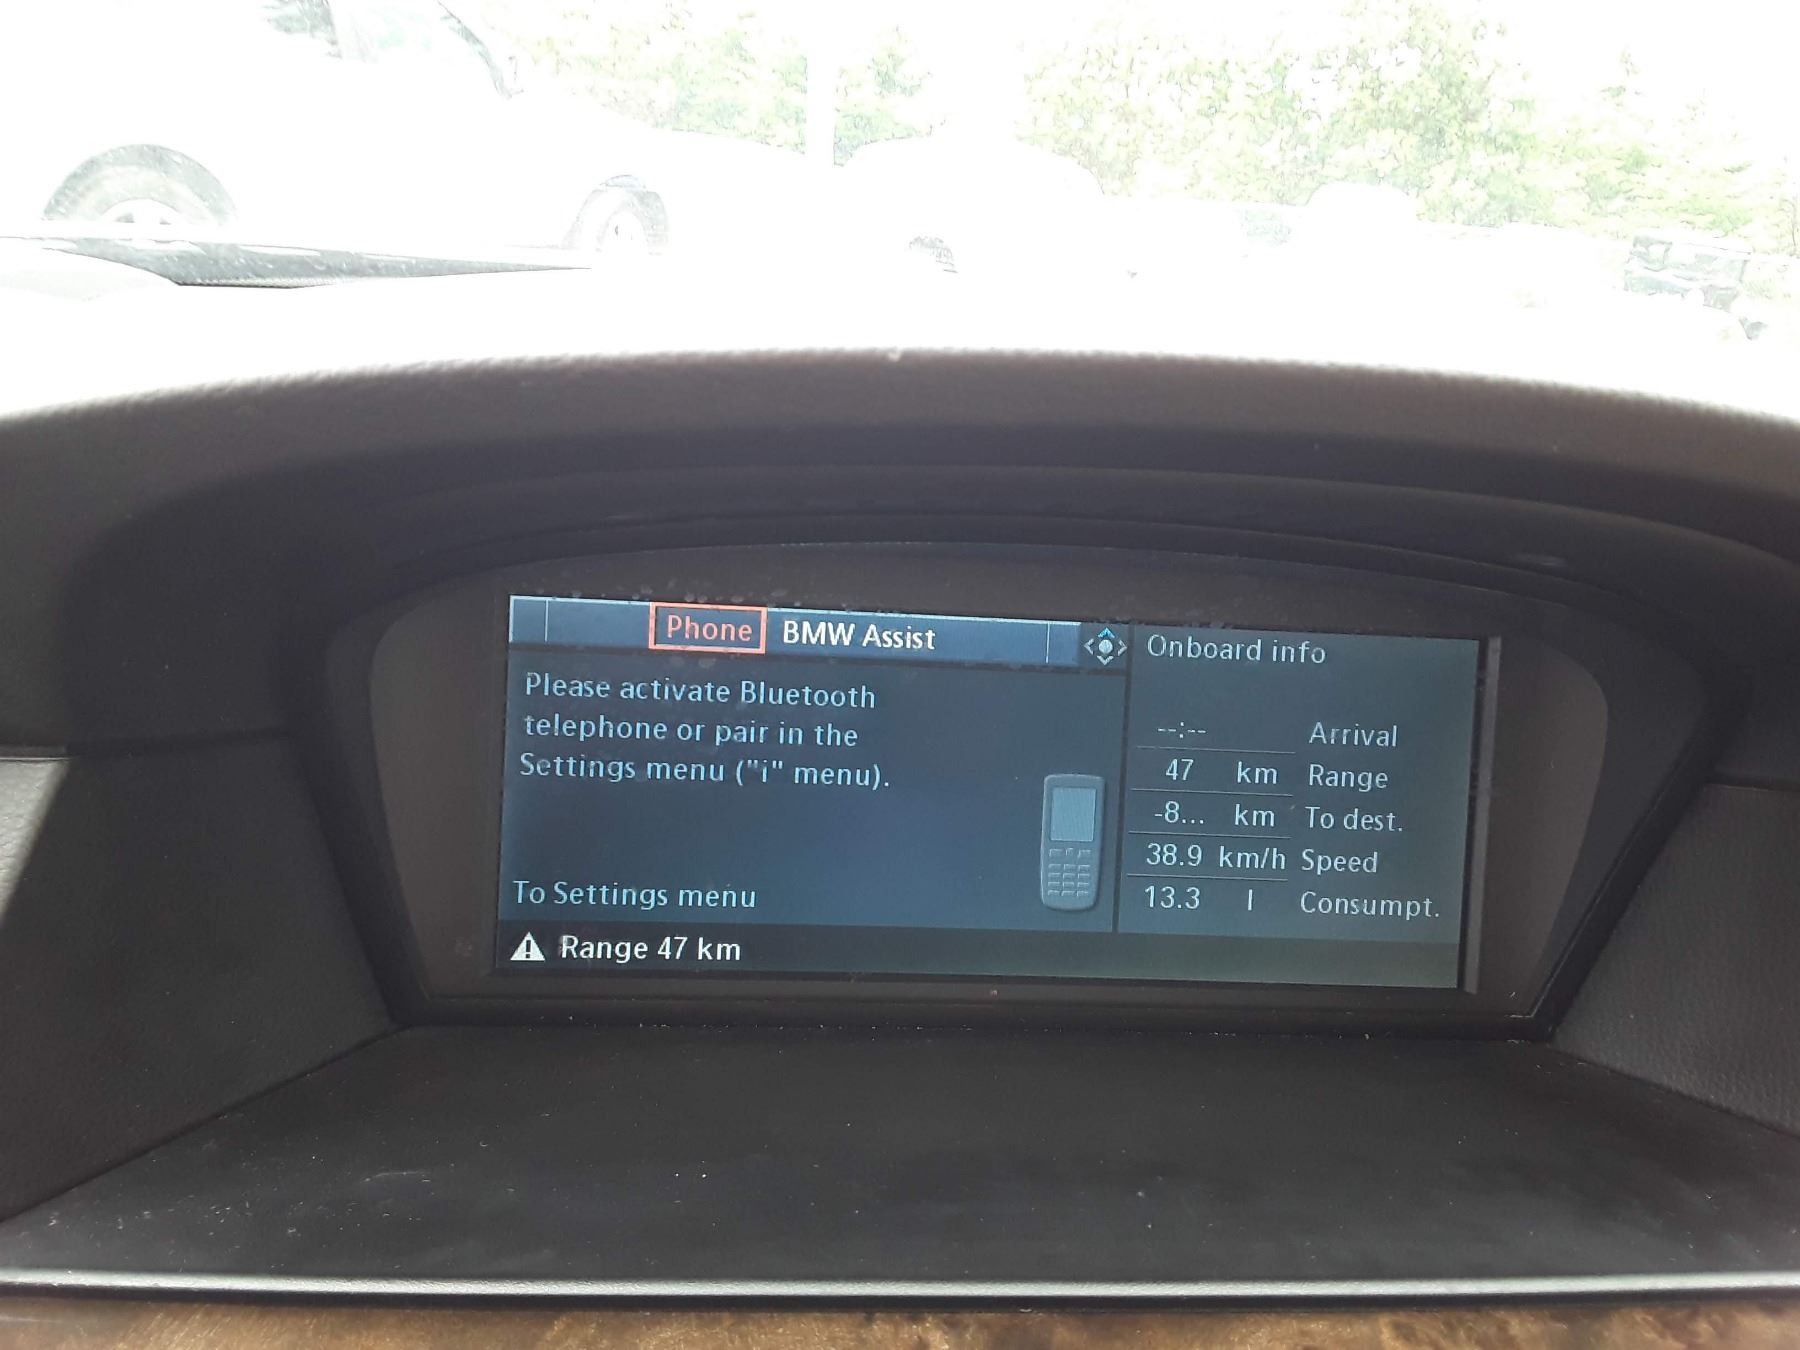 Phone BMW Assist
Please activate Bluetooth
telephone or pair in the
Settings menu ("i" menu).
To Settings menu
Onboard info
--:-- Arrival
47 km Range
-8... km To dest.
38.9 km/h Speed
13.3 l Consumpt.
Range 47 km